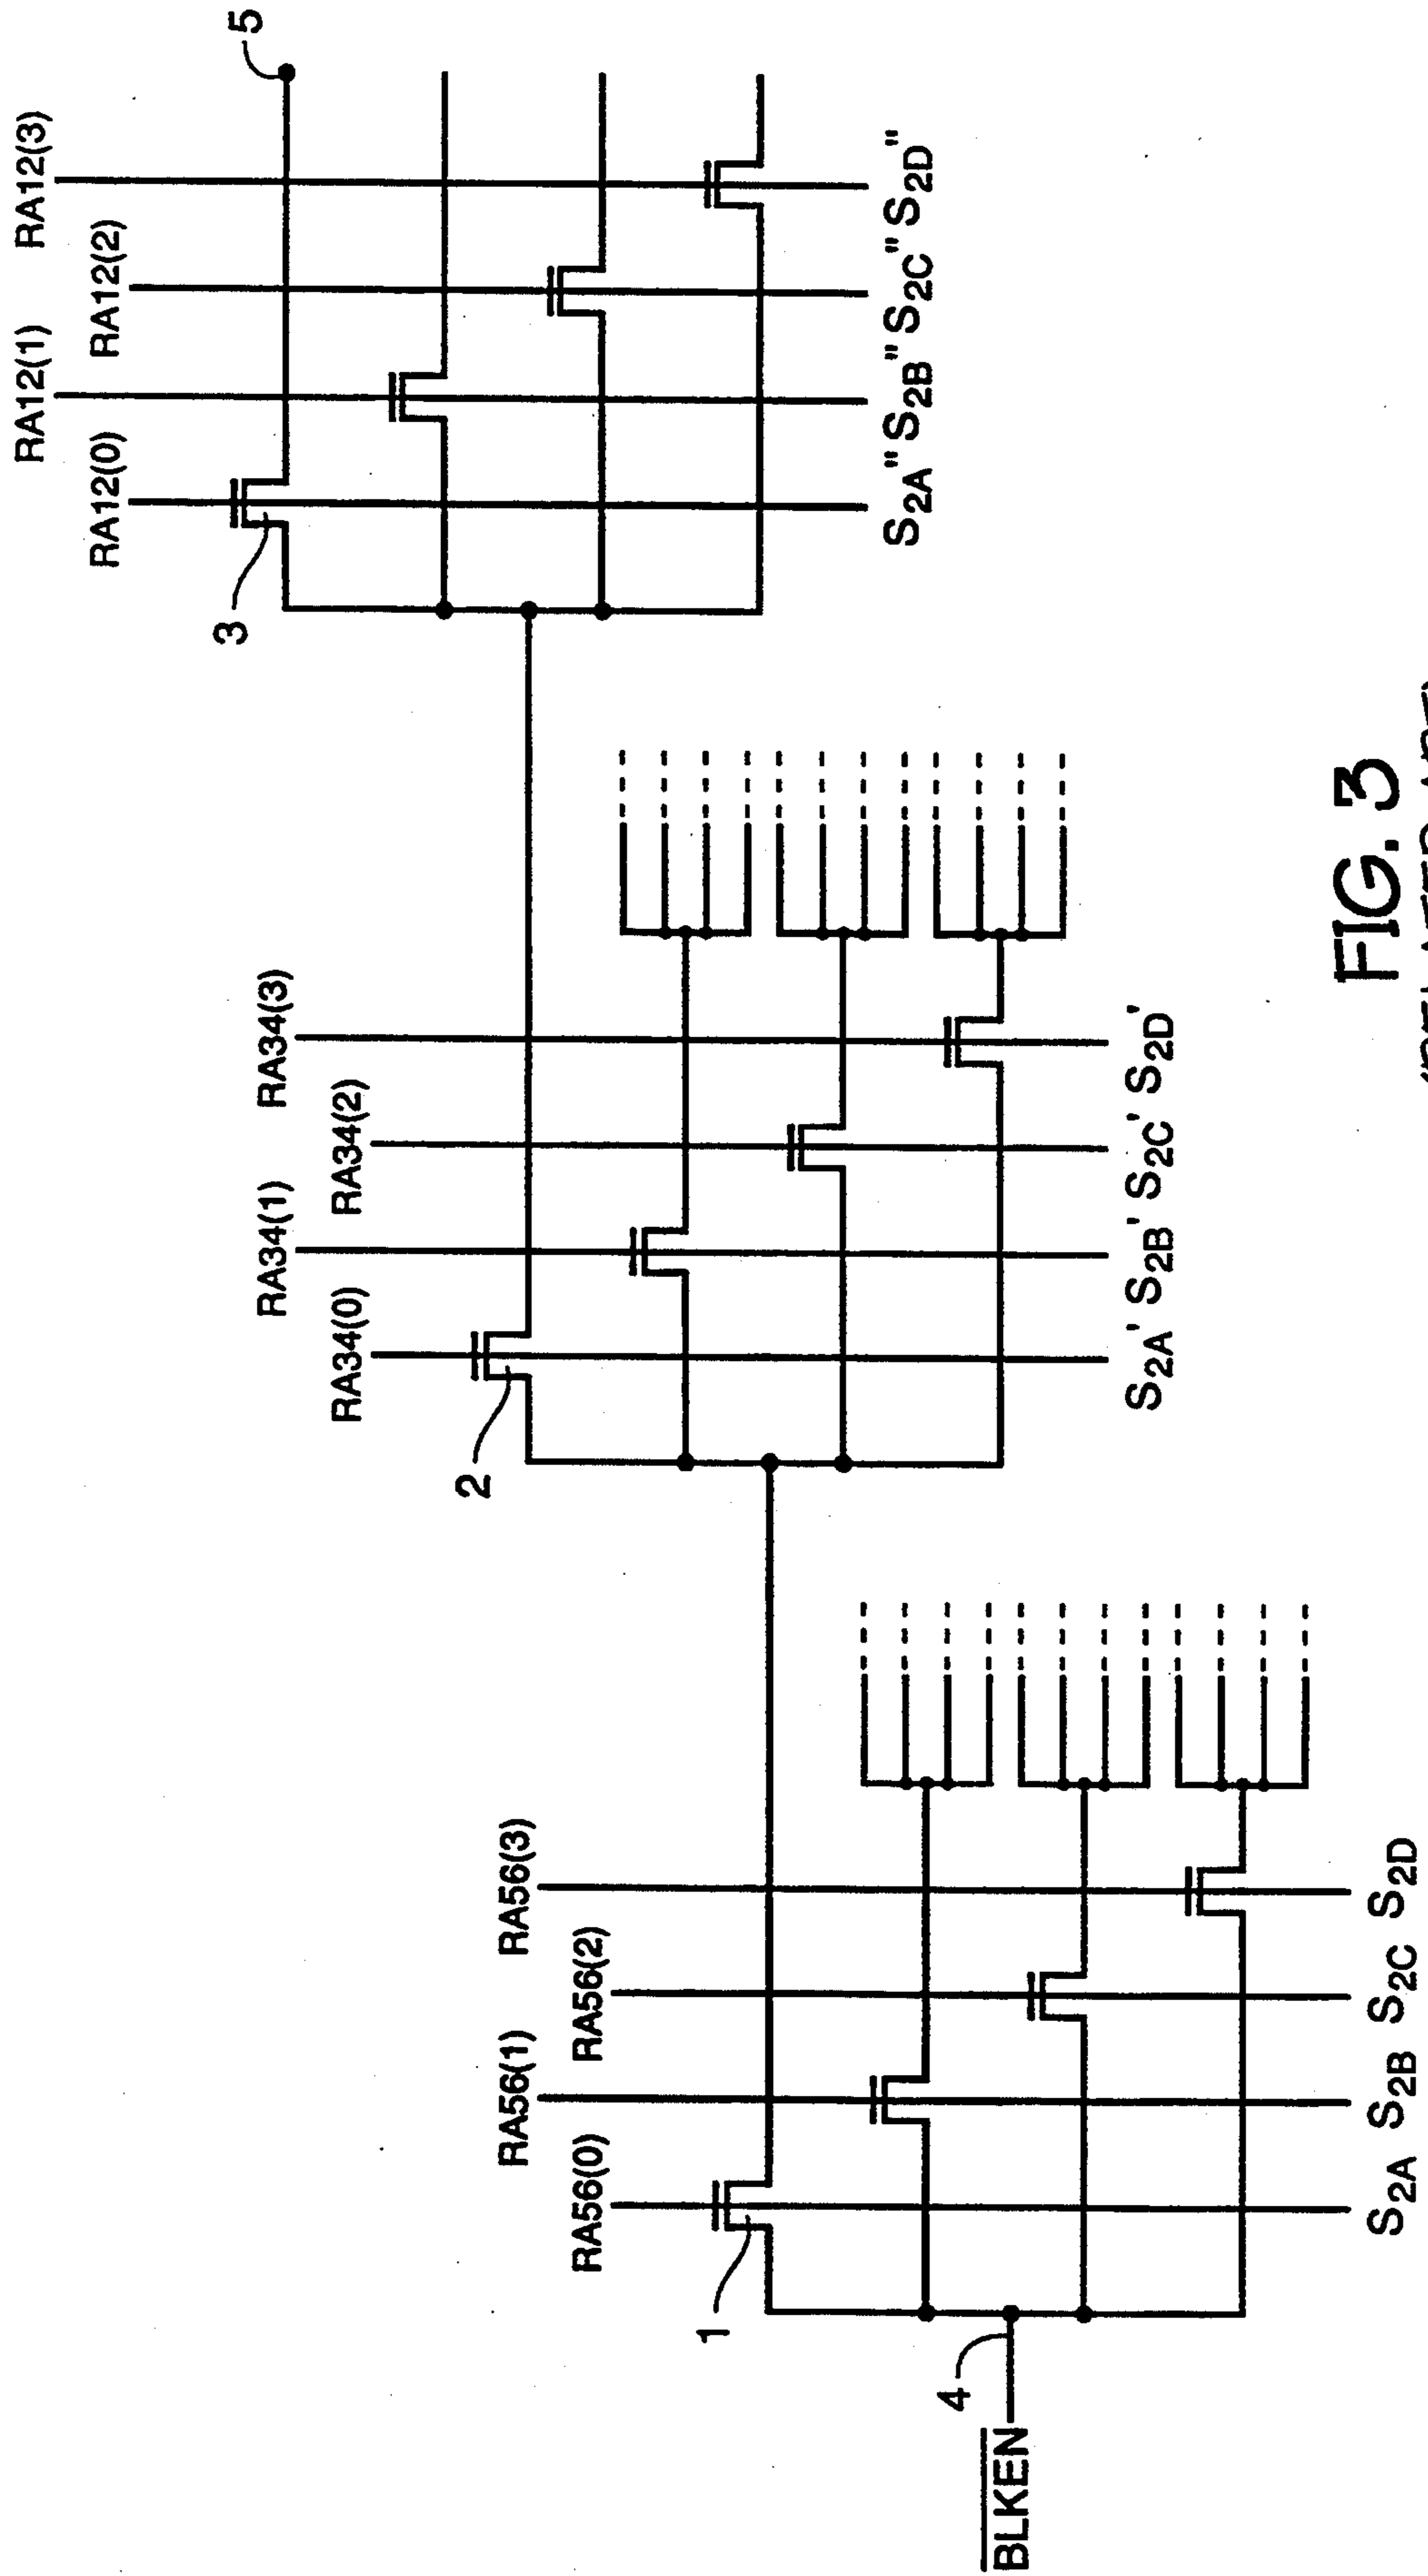 RA12(1) RA12(3)
RA12(0) RA12(2)
5
3
RA34(1) RA34(3)
RA34(0) RA34(2)
2
RA56(1) RA56(3)
RA56(0) RA56(2)
1
S2A" S2B" S2C" S2D"
4
BLKEN
S2A' S2B' S2C' S2D'
S2A S2B S2C S2D
FIG. 3